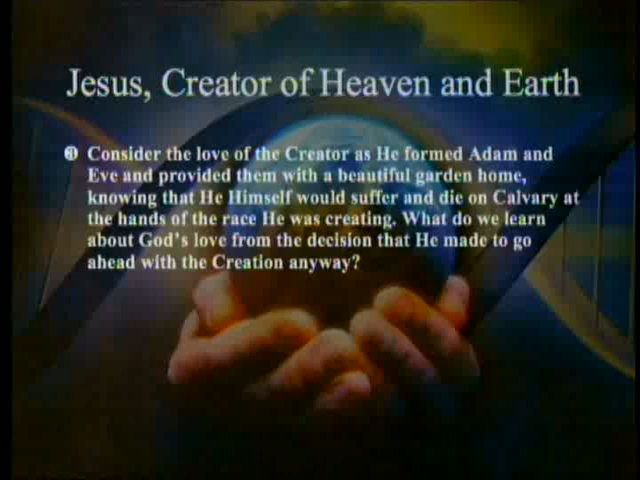 Jesus, Creator of Heaven and Earth
❸ Consider the love of the Creator as He formed Adam and
Eve and provided them with a beautiful garden home,
knowing that He Himself would suffer and die on Calvary at
the hands of the race He was creating. What do we learn
about God's love from the decision that He made to go
ahead with the Creation anyway?